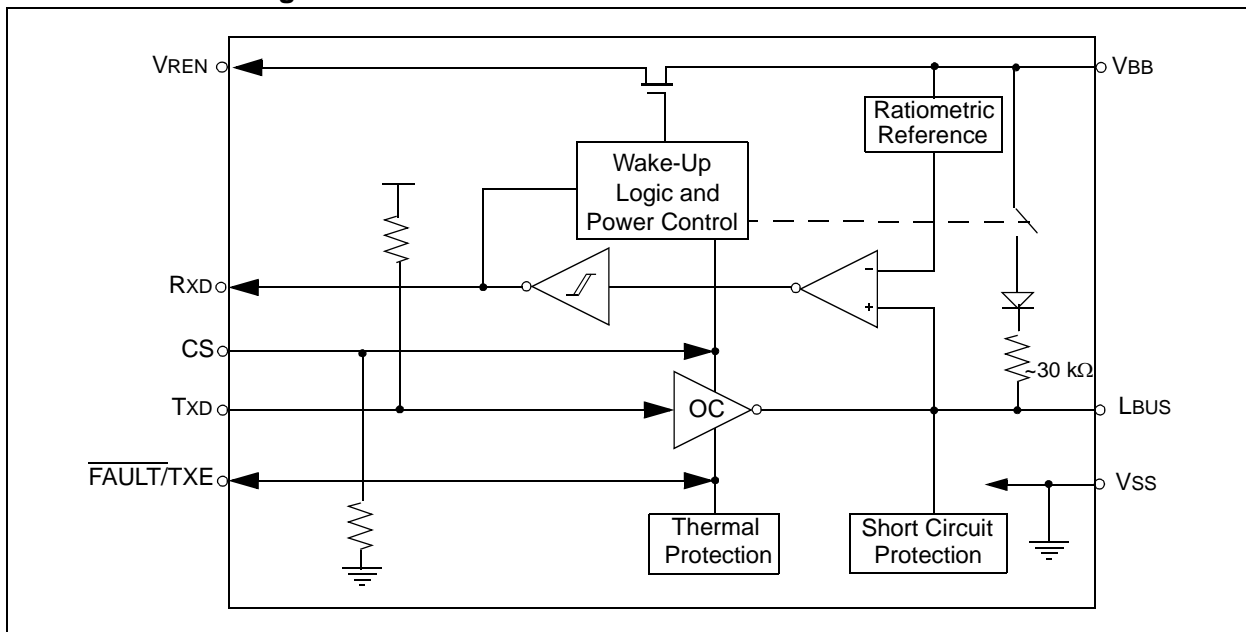 VREN
VBB
Ratiometric
Reference
Wake-Up
Logic and
Power Control
RXD
-
+
CS
~30 kΩ
TXD
OC
LBUS
FAULT/TXE
VSS
Thermal
Protection
Short Circuit
Protection